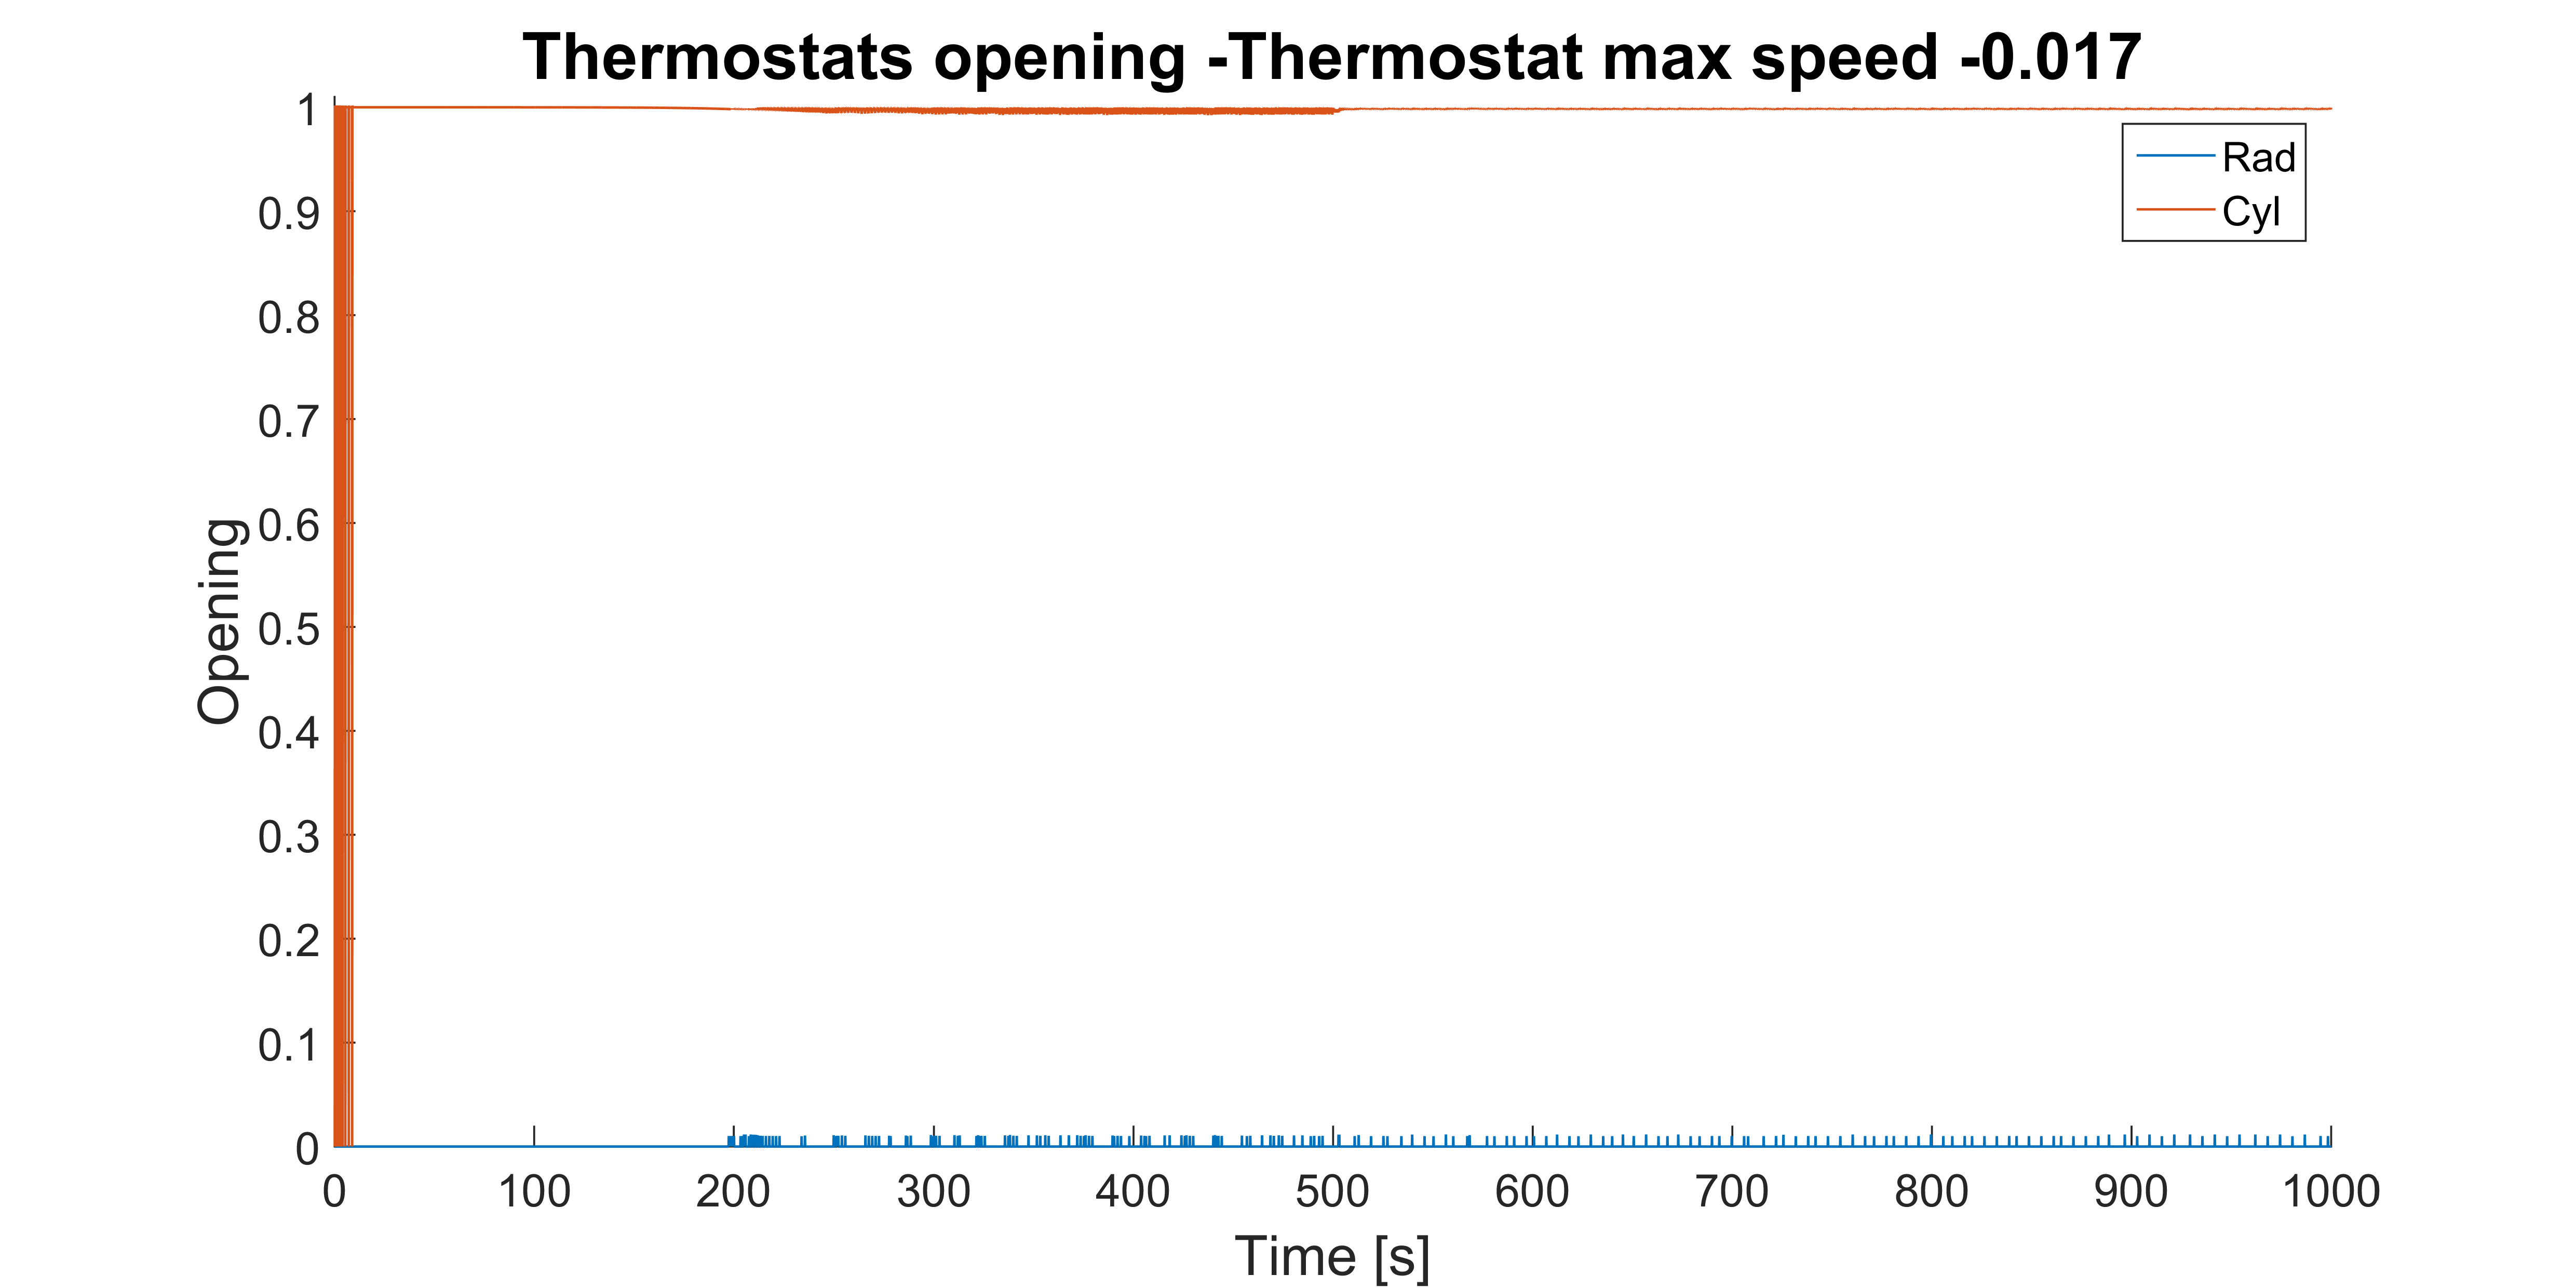 Thermostats opening -Thermostat max speed -0.017
1
0.9
0.8
0.7
0.6
0.5
0.4
0.3
0.2
0.1
0
Opening
Rad
Cyl
0 100 200 300 400 500 600 700 800 900 1000
Time [s]